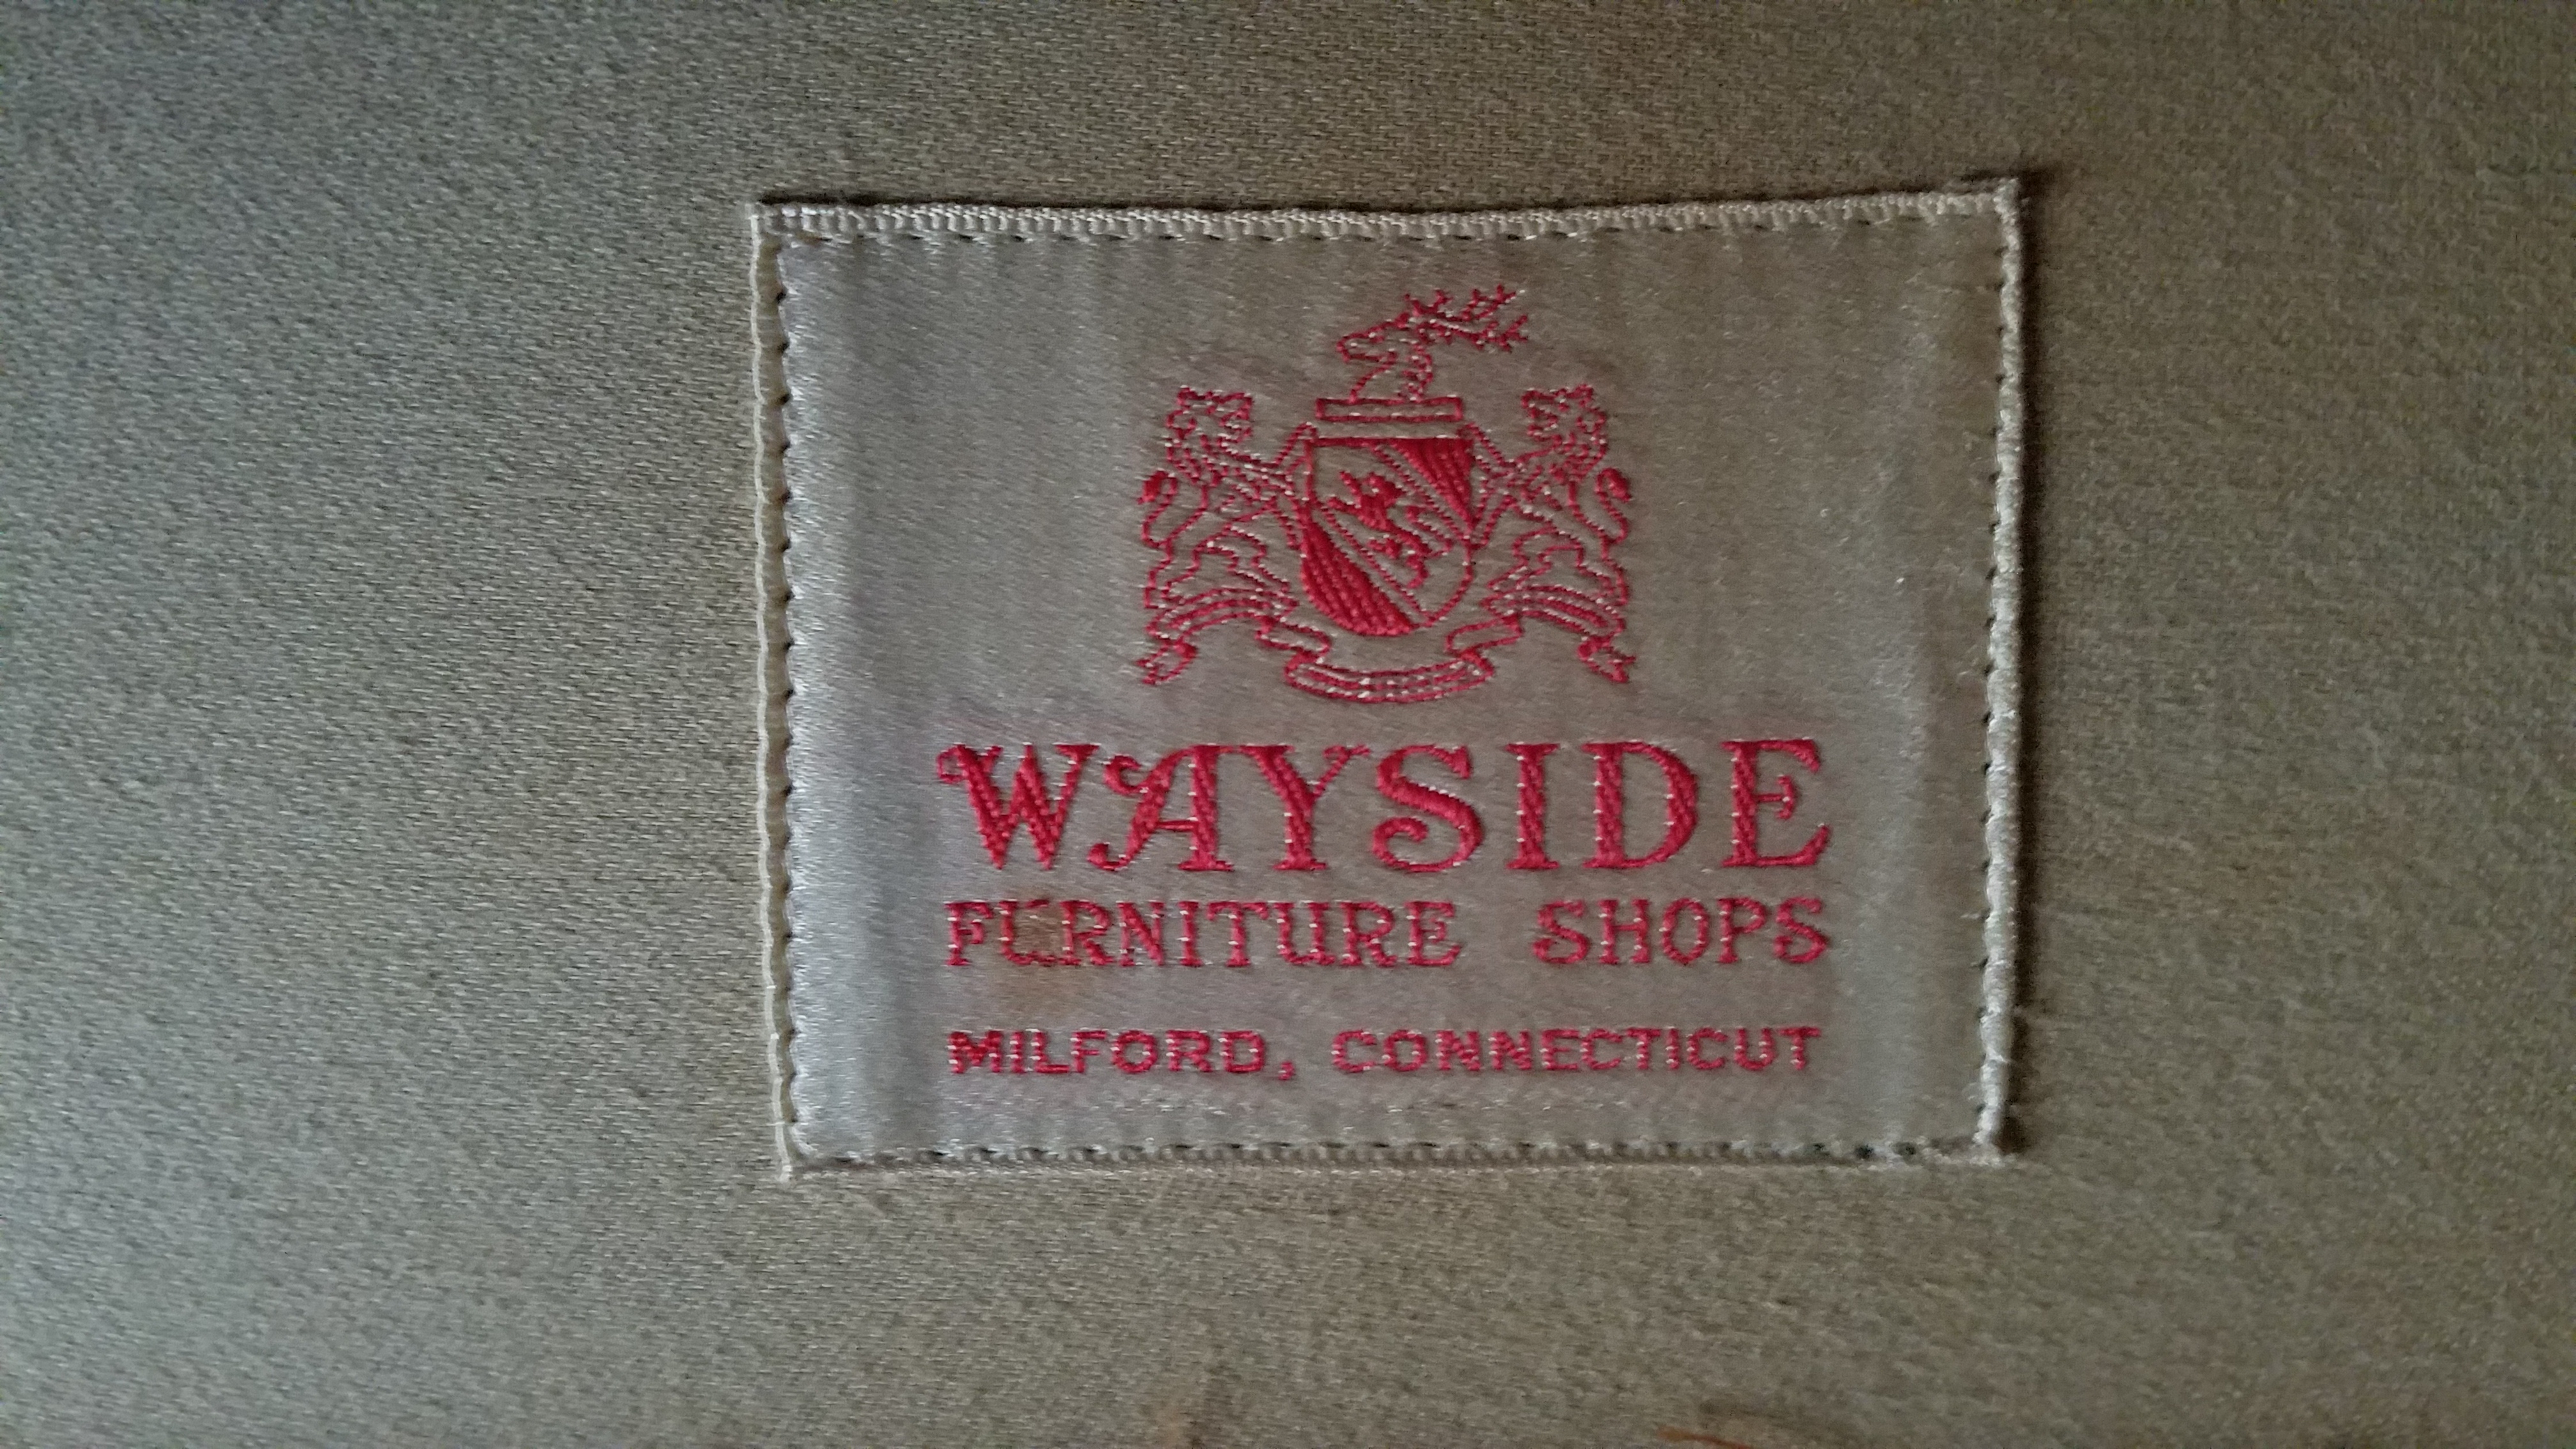 WAYSIDE
FURNITURE SHOPS
MILFORD, CONNECTICUT